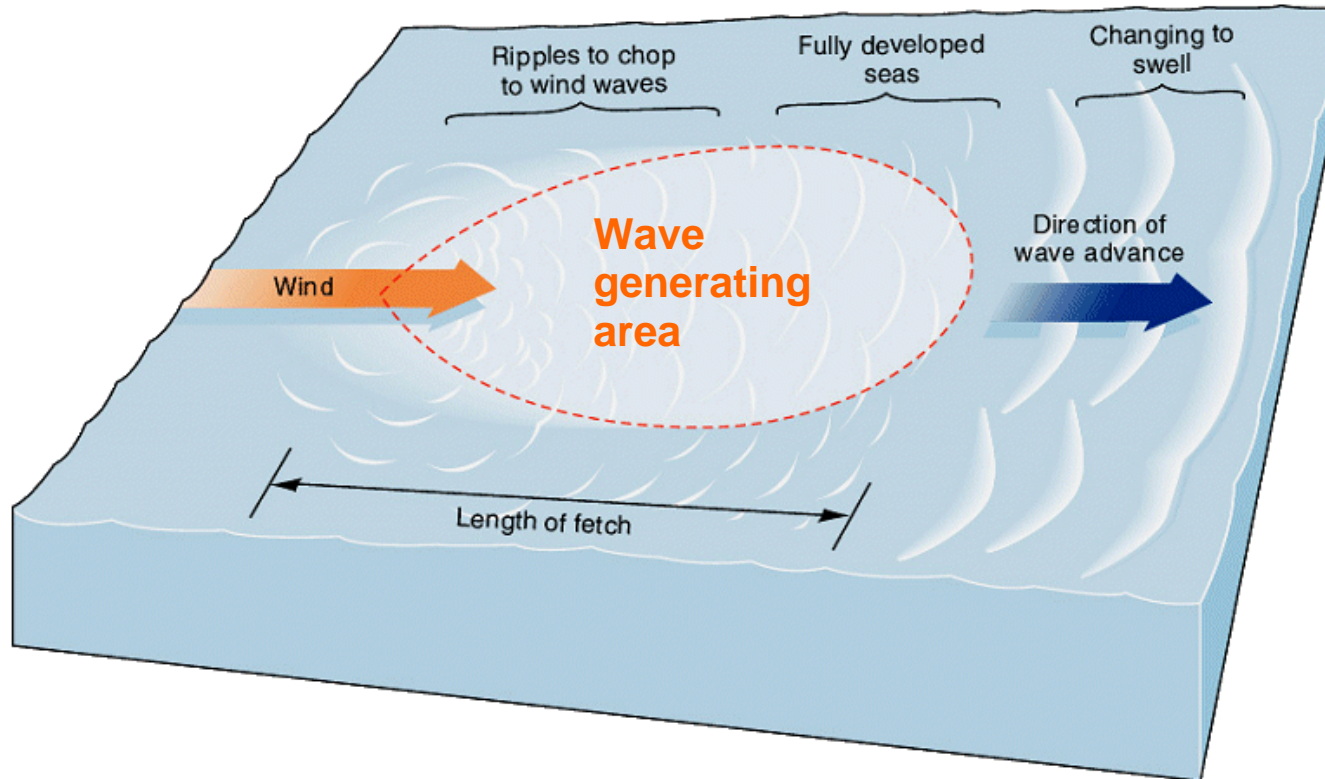 Ripples to chop
to wind waves
Fully developed
seas
Changing to
swell
Wind
Wave
generating
area
Direction of
wave advance
Length of fetch